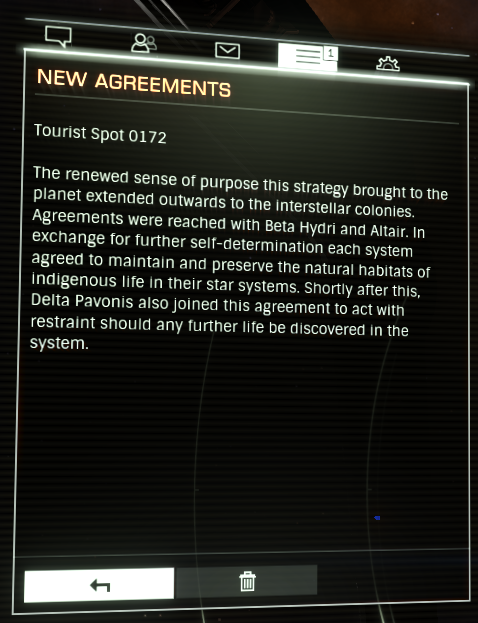 1
NEW AGREEMENTS
Tourist Spot 0172
The renewed sense of purpose this strategy brought to the
planet extended outwards to the interstellar colonies.
Agreements were reached with Beta Hydri and Altair. In
exchange for further self-determination each system
agreed to maintain and preserve the natural habitats of
indigenous life in their star systems. Shortly after this,
Delta Pavonis also joined this agreement to act with
restraint should any further life be discovered in the
system.